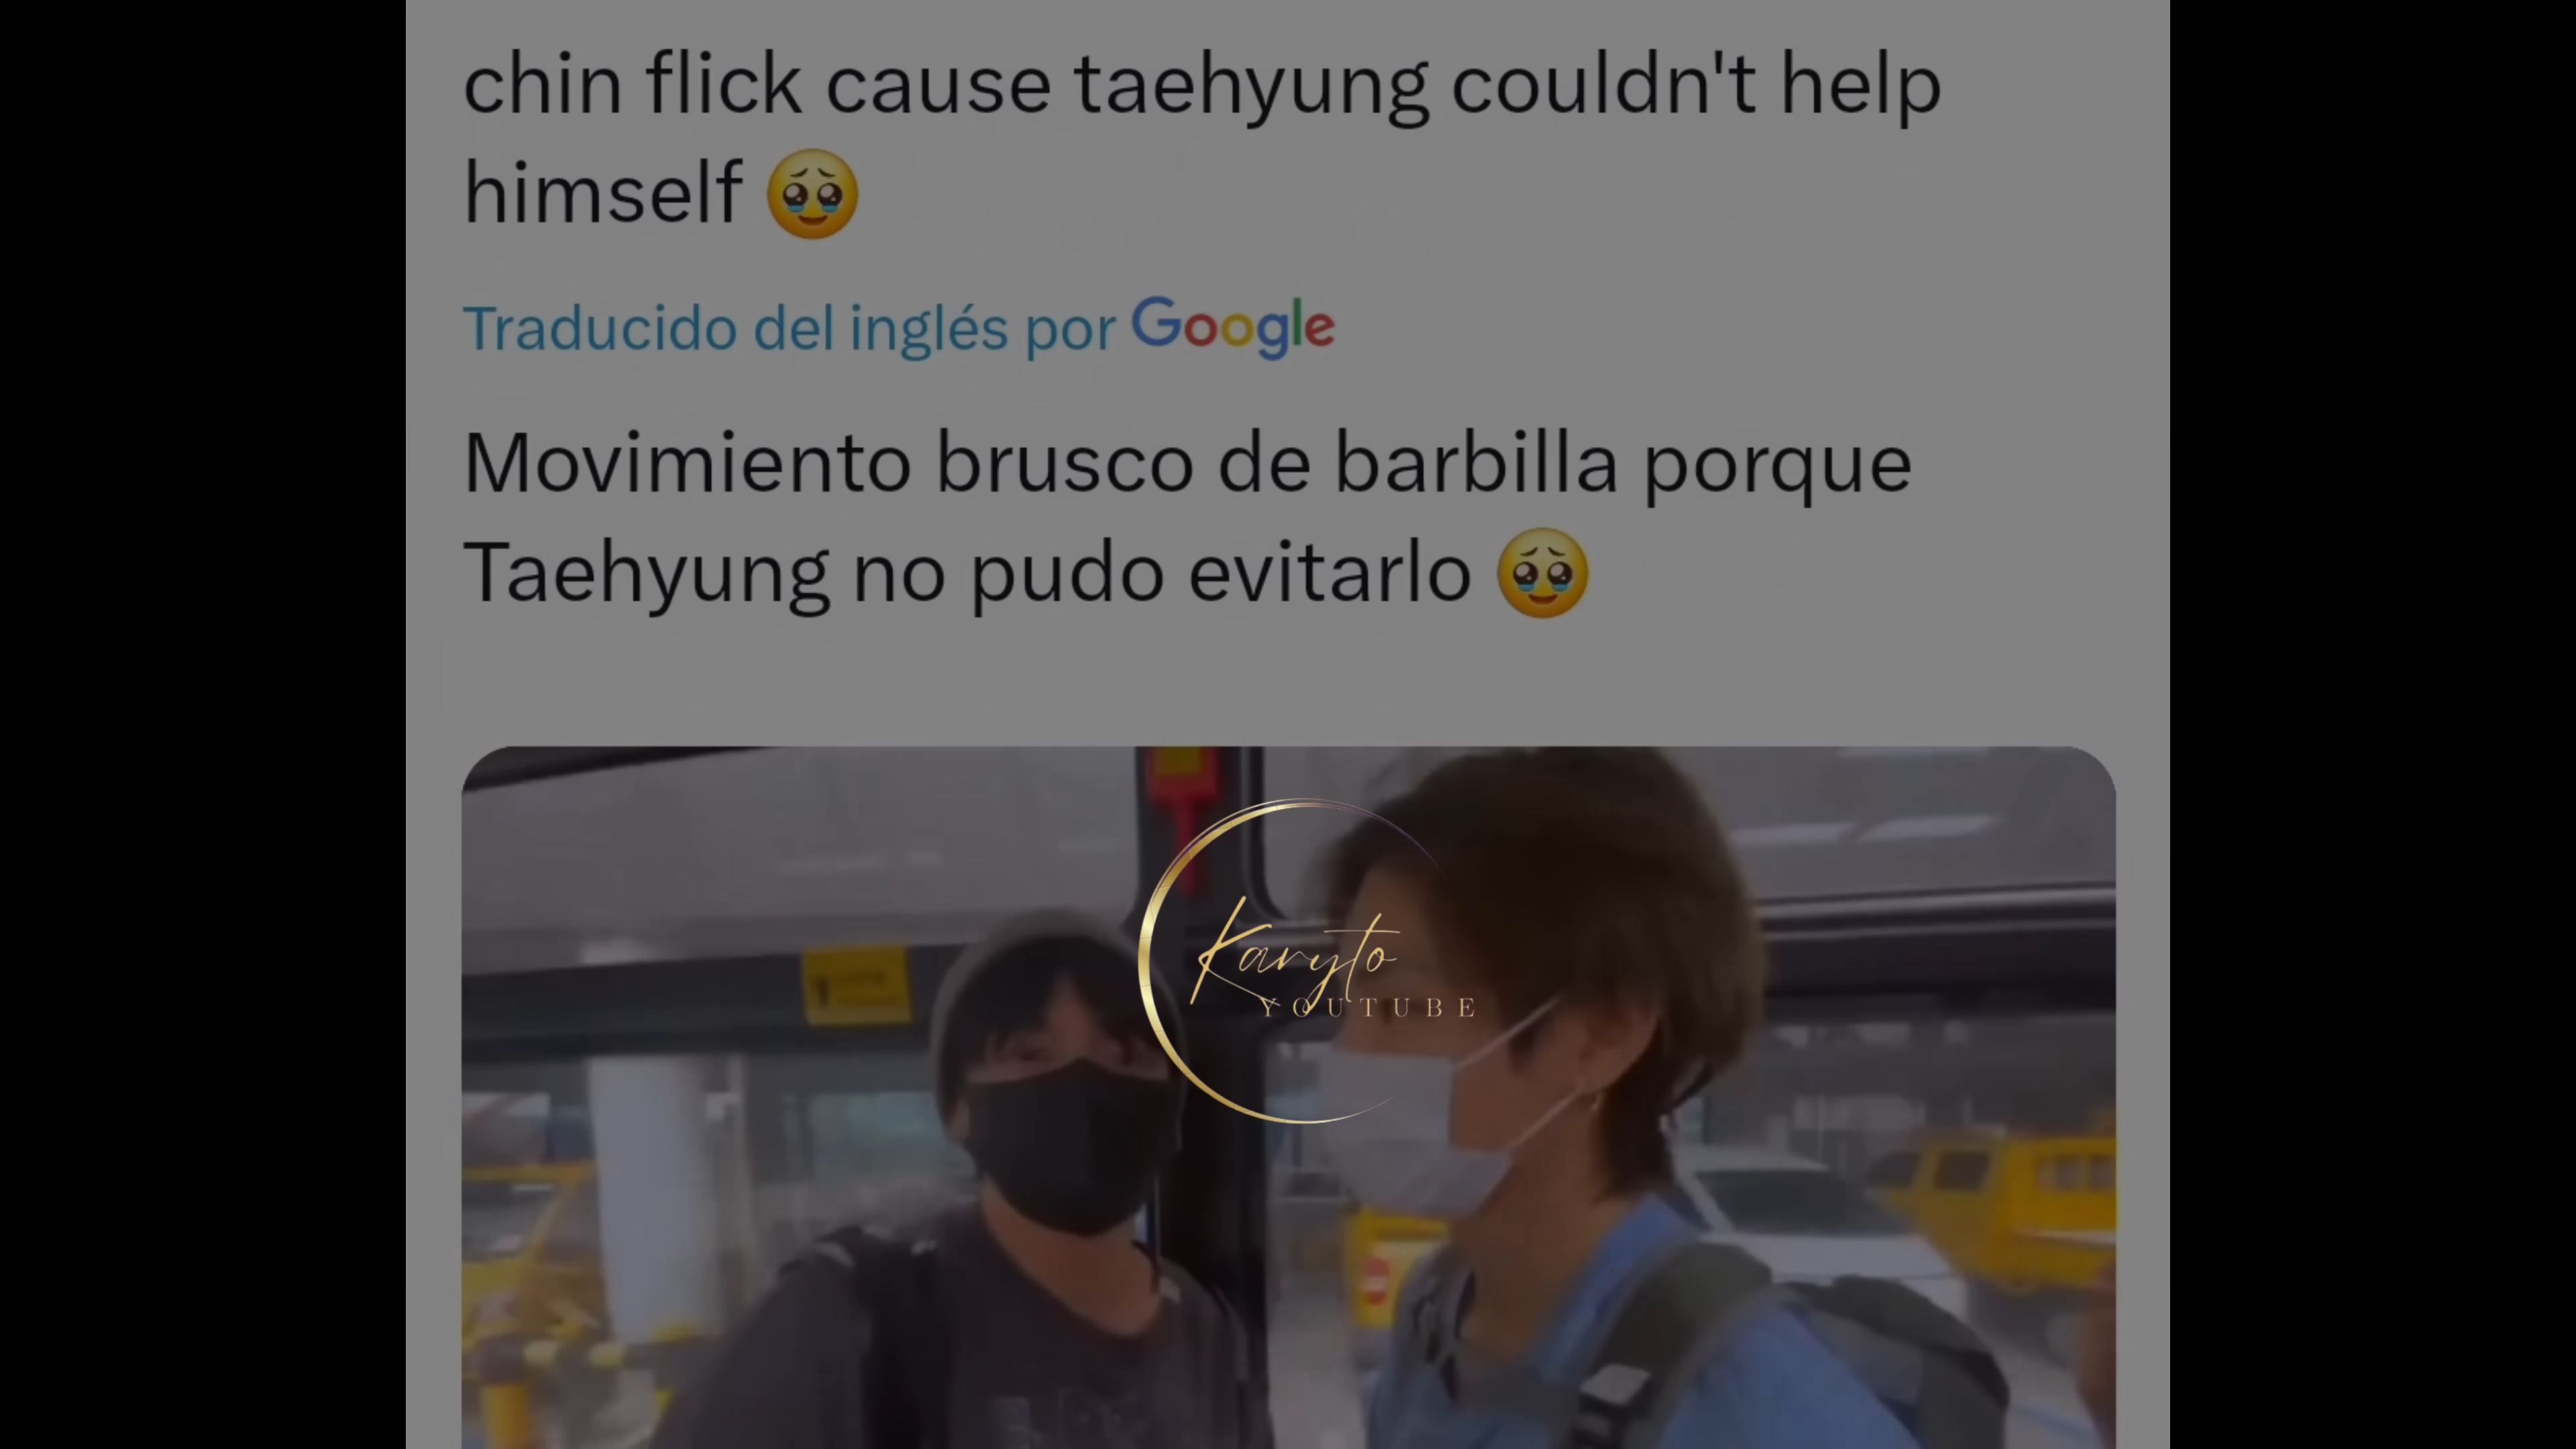 chin flick cause taehyung couldn't help
himself 🥹
Traducido del inglés por Google
Movimiento brusco de barbilla porque
Taehyung no pudo evitarlo 🥹
Karyto
YOUTUBE